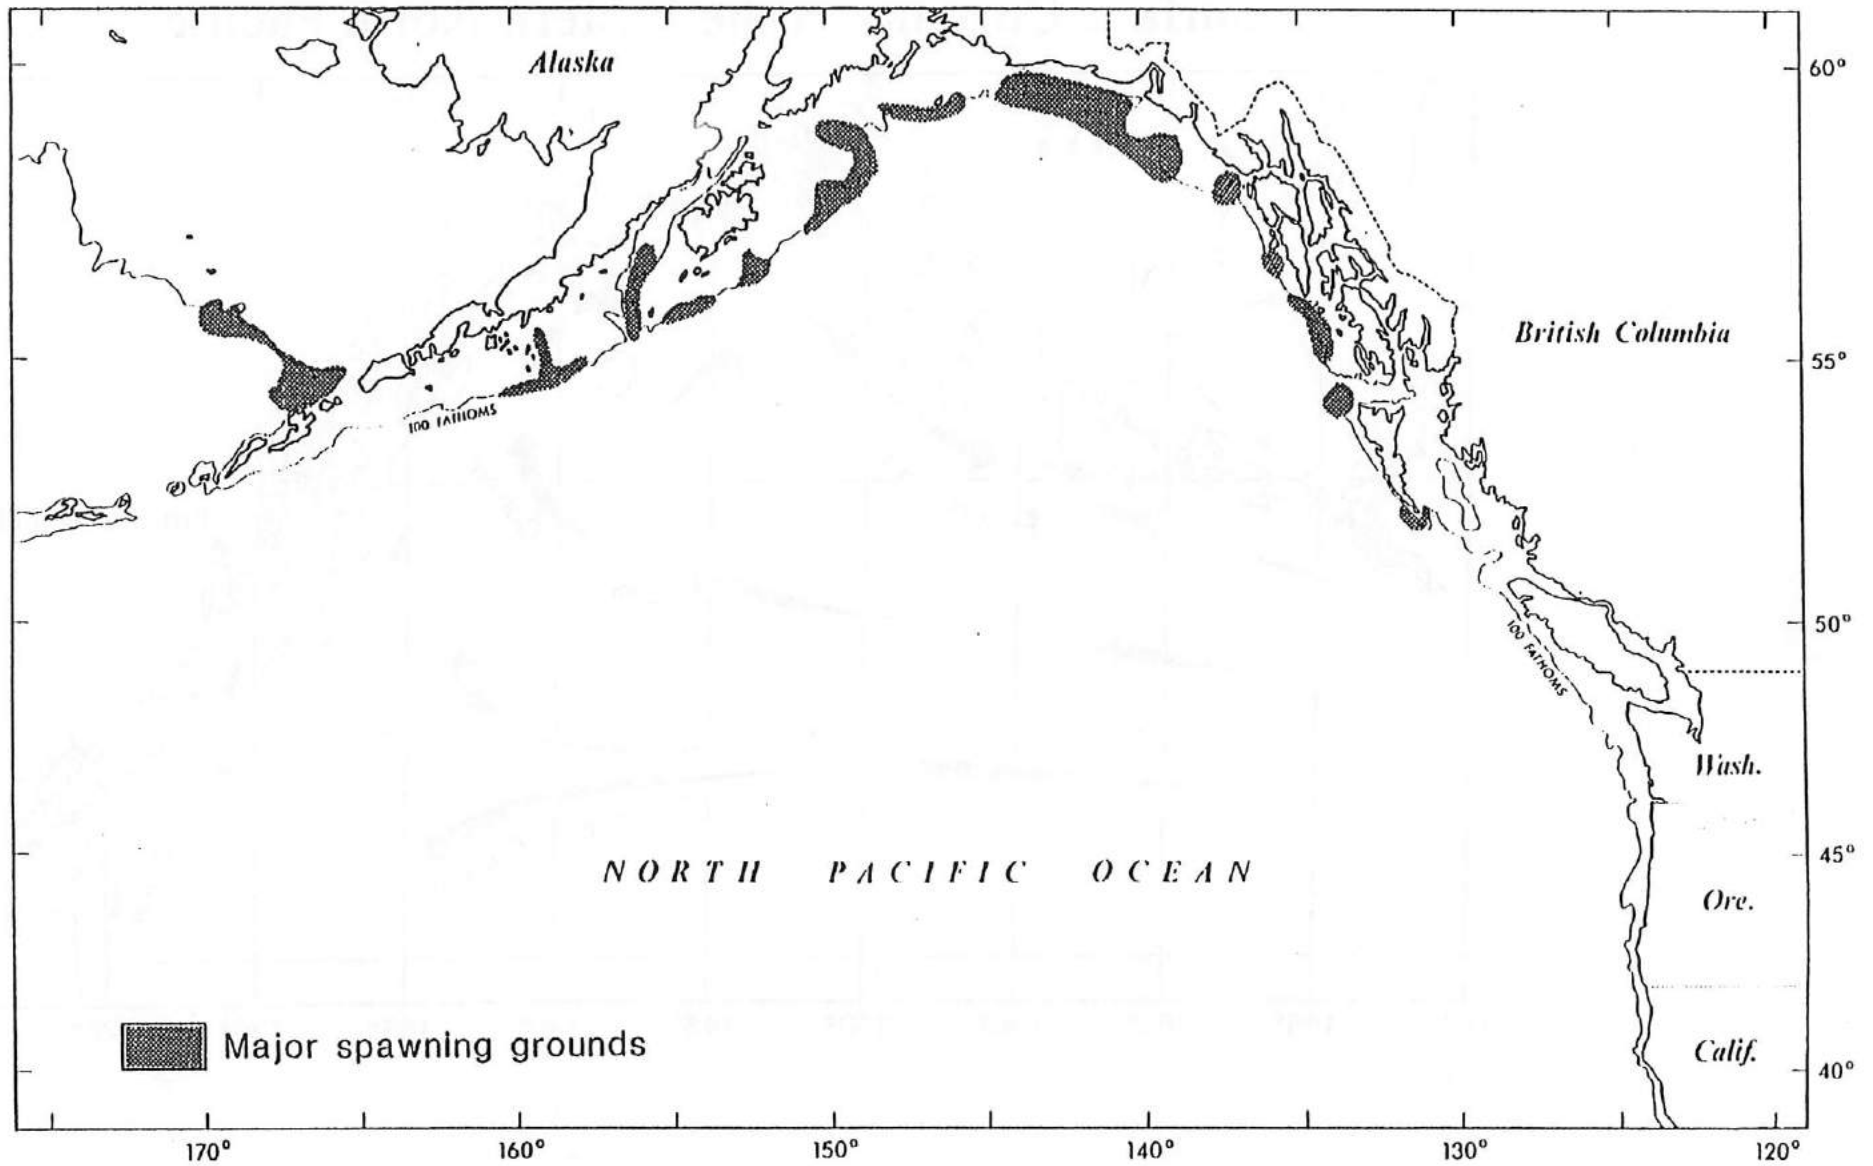 Alaska
60°
British Columbia
55°
100 FATHOMS
50°
100 FATHOMS
Wash.
NORTH PACIFIC OCEAN
45°
Ore.
Major spawning grounds
Calif.
40°
170° 160° 150° 140° 130° 120°